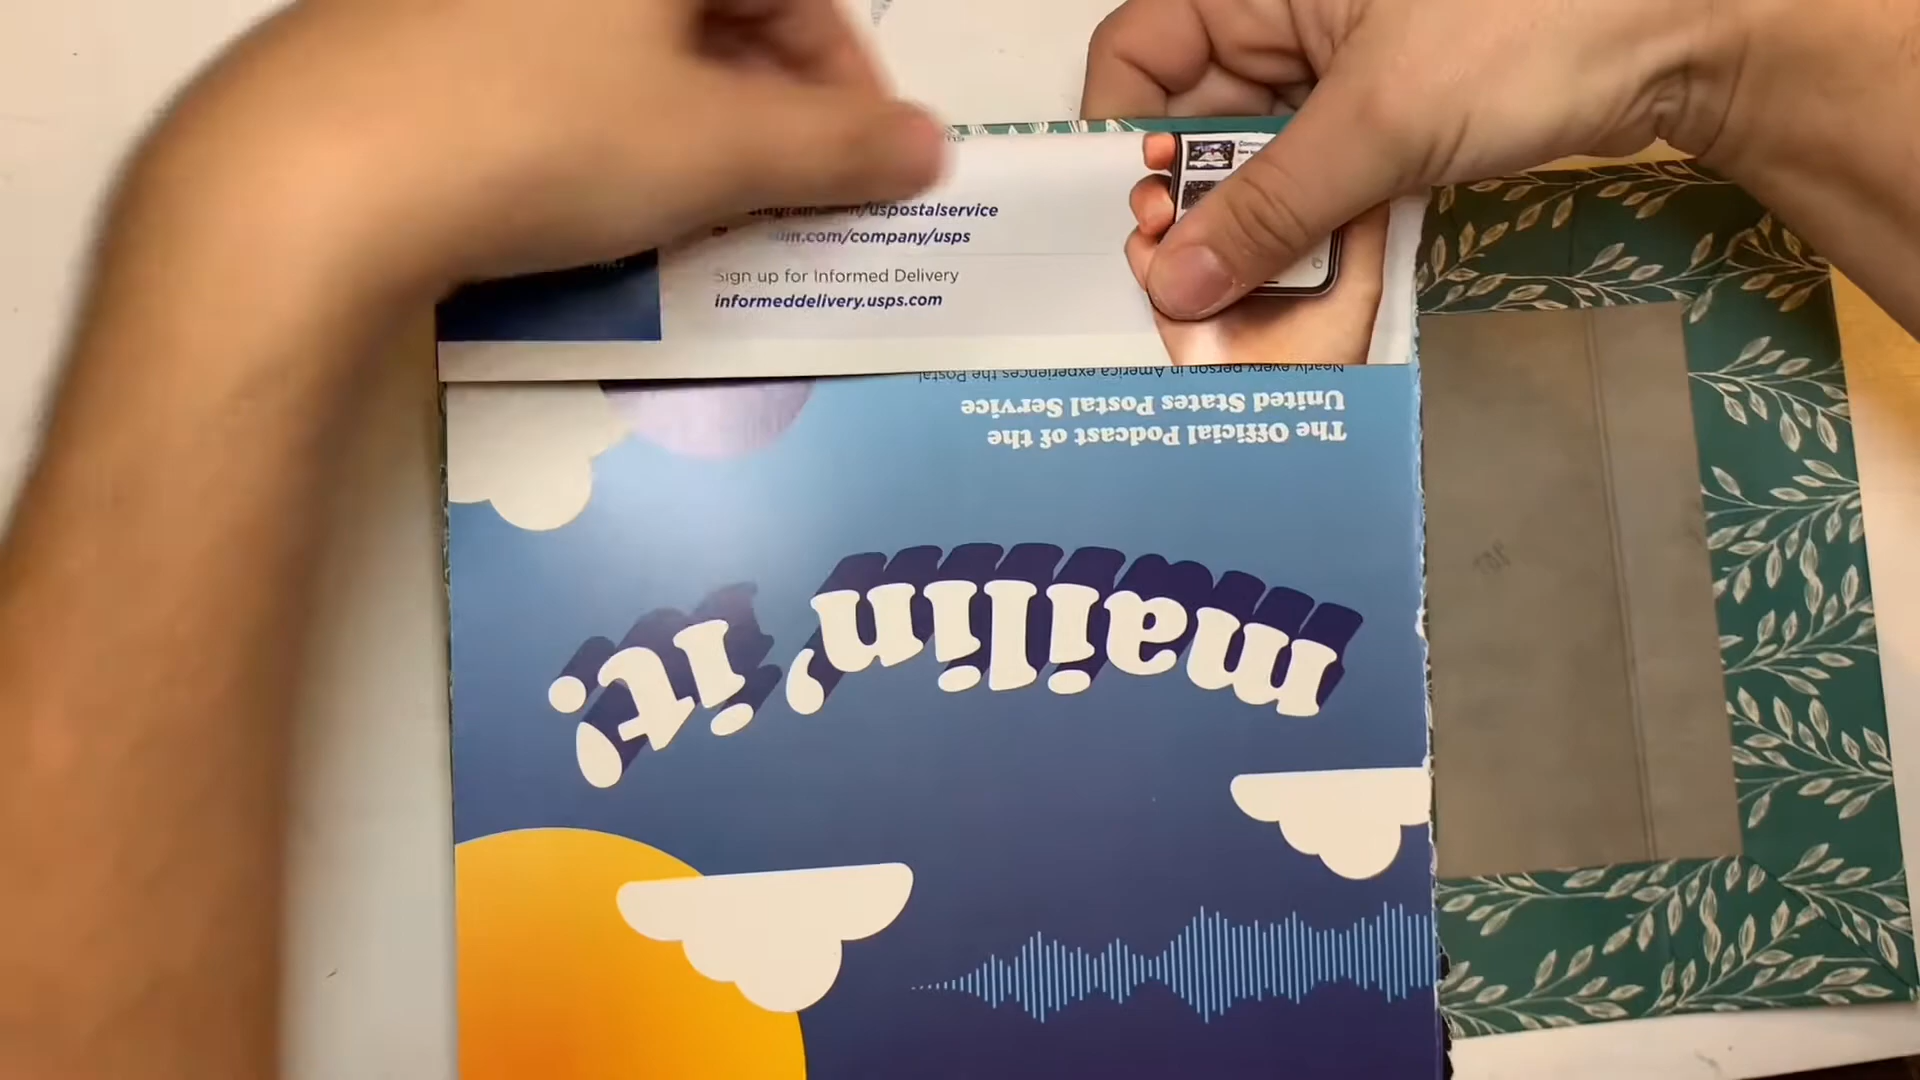 /uspostalservice
.com/company/usps
Sign up for Informed Delivery
informeddelivery.usps.com
mailin' it!
The Official Podcast of the
United States Postal Service
Nearly every person in America experiences the Postal